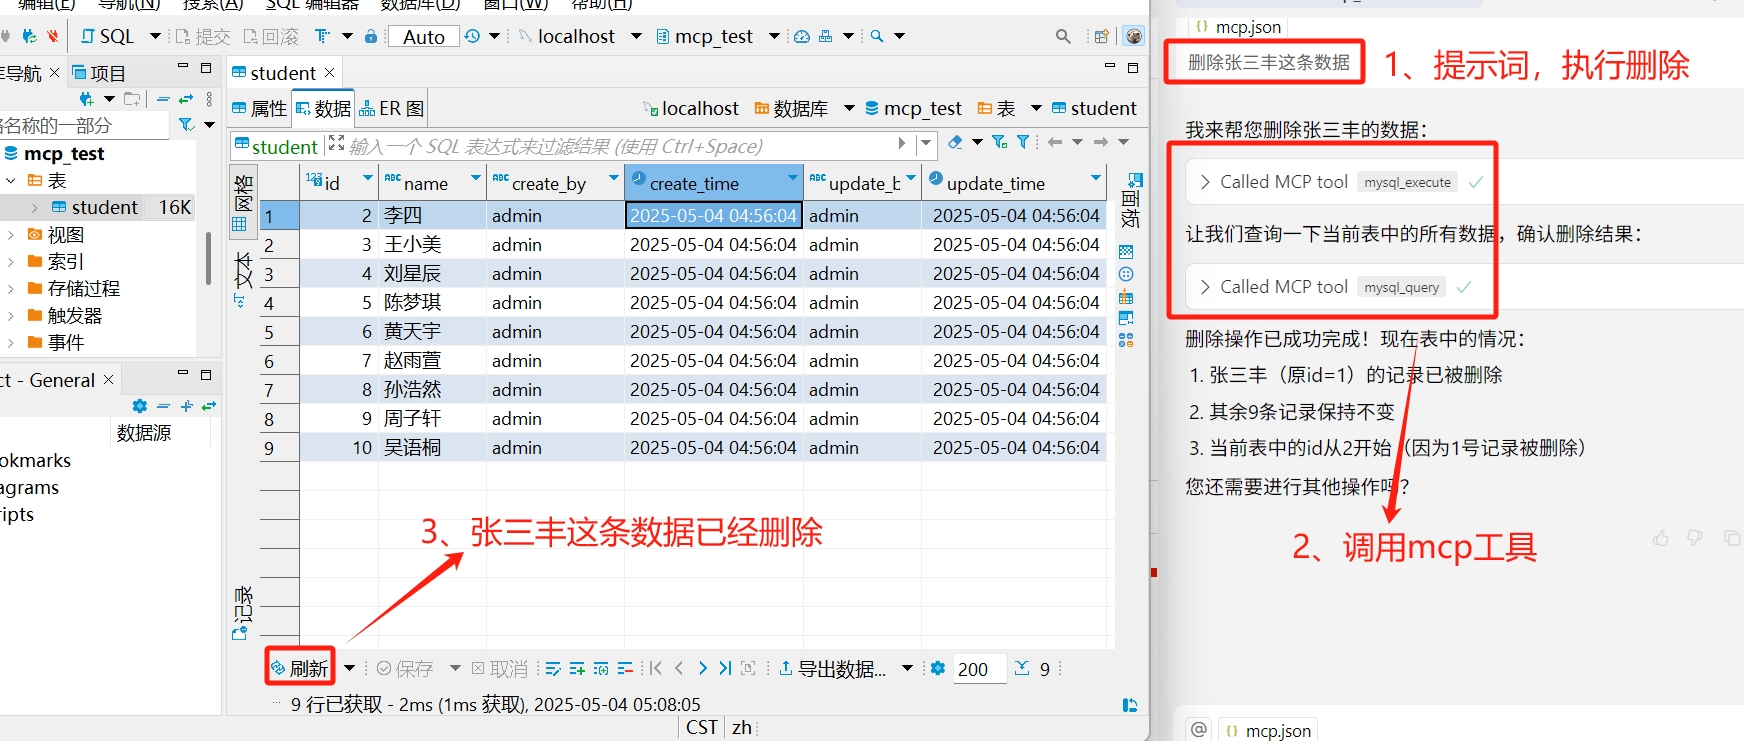 编辑(E) 导航(N) 搜索(A) SQL 编辑器 数据库(D) 窗口(W) 帮助(H)
SQL 提交 回滚 Auto localhost mcp_test
库导航 项目
名称的一部分
mcp_test
表
student 16K
视图
索引
存储过程
触发器
事件
ct - General
数据源
okmarks
agrams
ipts
student
属性 数据 ER 图 localhost 数据库 mcp_test 表 student
student 输入一个 SQL 表达式来过滤结果 (使用 Ctrl+Space)
网格
文本
记录
面板
123 id ABC name ABC create_by create_time ABC update_b update_time
1 2 李四 admin 2025-05-04 04:56:04 admin 2025-05-04 04:56:04
2 3 王小美 admin 2025-05-04 04:56:04 admin 2025-05-04 04:56:04
3 4 刘星辰 admin 2025-05-04 04:56:04 admin 2025-05-04 04:56:04
4 5 陈梦琪 admin 2025-05-04 04:56:04 admin 2025-05-04 04:56:04
5 6 黄天宇 admin 2025-05-04 04:56:04 admin 2025-05-04 04:56:04
6 7 赵雨萱 admin 2025-05-04 04:56:04 admin 2025-05-04 04:56:04
7 8 孙浩然 admin 2025-05-04 04:56:04 admin 2025-05-04 04:56:04
8 9 周子轩 admin 2025-05-04 04:56:04 admin 2025-05-04 04:56:04
9 10 吴语桐 admin 2025-05-04 04:56:04 admin 2025-05-04 04:56:04
3、张三丰这条数据已经删除
刷新 保存 取消 导出数据... 200 9
9 行已获取 - 2ms (1ms 获取), 2025-05-04 05:08:05
CST zh
{} mcp.json
删除张三丰这条数据
1、提示词，执行删除
我来帮您删除张三丰的数据：
Called MCP tool mysql_execute
让我们查询一下当前表中的所有数据，确认删除结果：
Called MCP tool mysql_query
删除操作已成功完成！现在表中的情况：
1. 张三丰（原id=1）的记录已被删除
2. 其余9条记录保持不变
3. 当前表中的id从2开始（因为1号记录被删除）
您还需要进行其他操作吗？
2、调用mcp工具
@ {} mcp.json